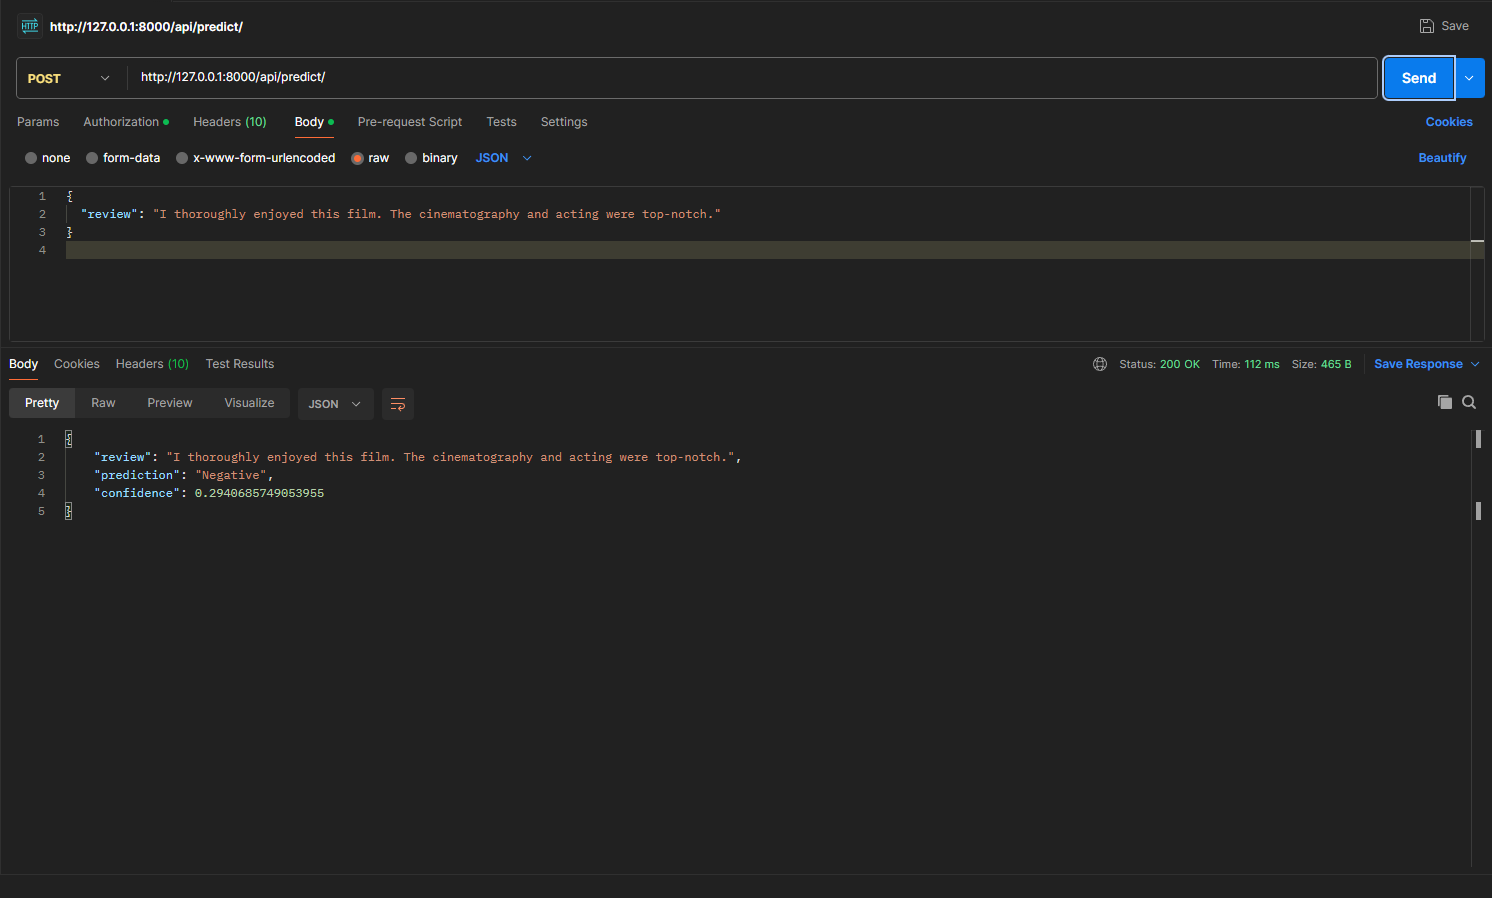 HTTP http://127.0.0.1:8000/api/predict/ Save
POST http://127.0.0.1:8000/api/predict/ Send
Params Authorization Headers (10) Body Pre-request Script Tests Settings Cookies
none form-data x-www-form-urlencoded raw binary JSON Beautify
1 {
2 "review": "I thoroughly enjoyed this film. The cinematography and acting were top-notch."
3 }
4
Body Cookies Headers (10) Test Results Status: 200 OK Time: 112 ms Size: 465 B Save Response
Pretty Raw Preview Visualize JSON
1 {
2 "review": "I thoroughly enjoyed this film. The cinematography and acting were top-notch.",
3 "prediction": "Negative",
4 "confidence": 0.2940685749053955
5 }